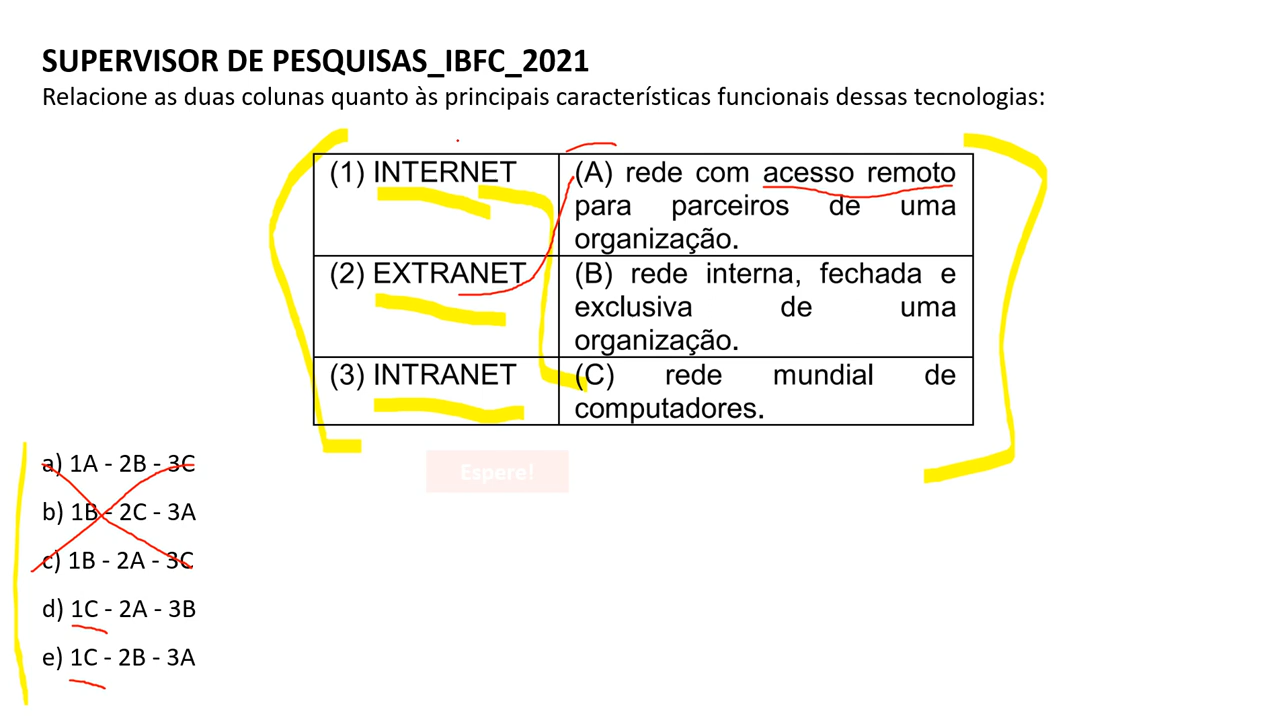 SUPERVISOR DE PESQUISAS_IBFC_2021
Relacione as duas colunas quanto às principais características funcionais dessas tecnologias:
(1) INTERNET
(A) rede com acesso remoto
para parceiros de uma
organização.
(2) EXTRANET
(B) rede interna, fechada e
exclusiva de uma
organização.
(3) INTRANET
(C) rede mundial de
computadores.
a) 1A - 2B - 3C
b) 1B - 2C - 3A
c) 1B - 2A - 3C
d) 1C - 2A - 3B
e) 1C - 2B - 3A
Espere!